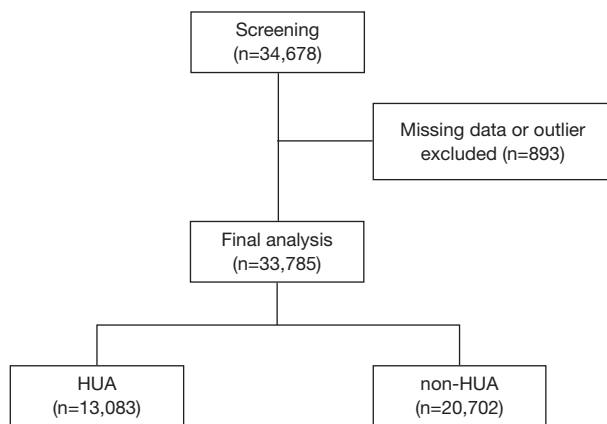 Screening
(n=34,678)
Missing data or outlier
excluded (n=893)
Final analysis
(n=33,785)
HUA
(n=13,083)
non-HUA
(n=20,702)